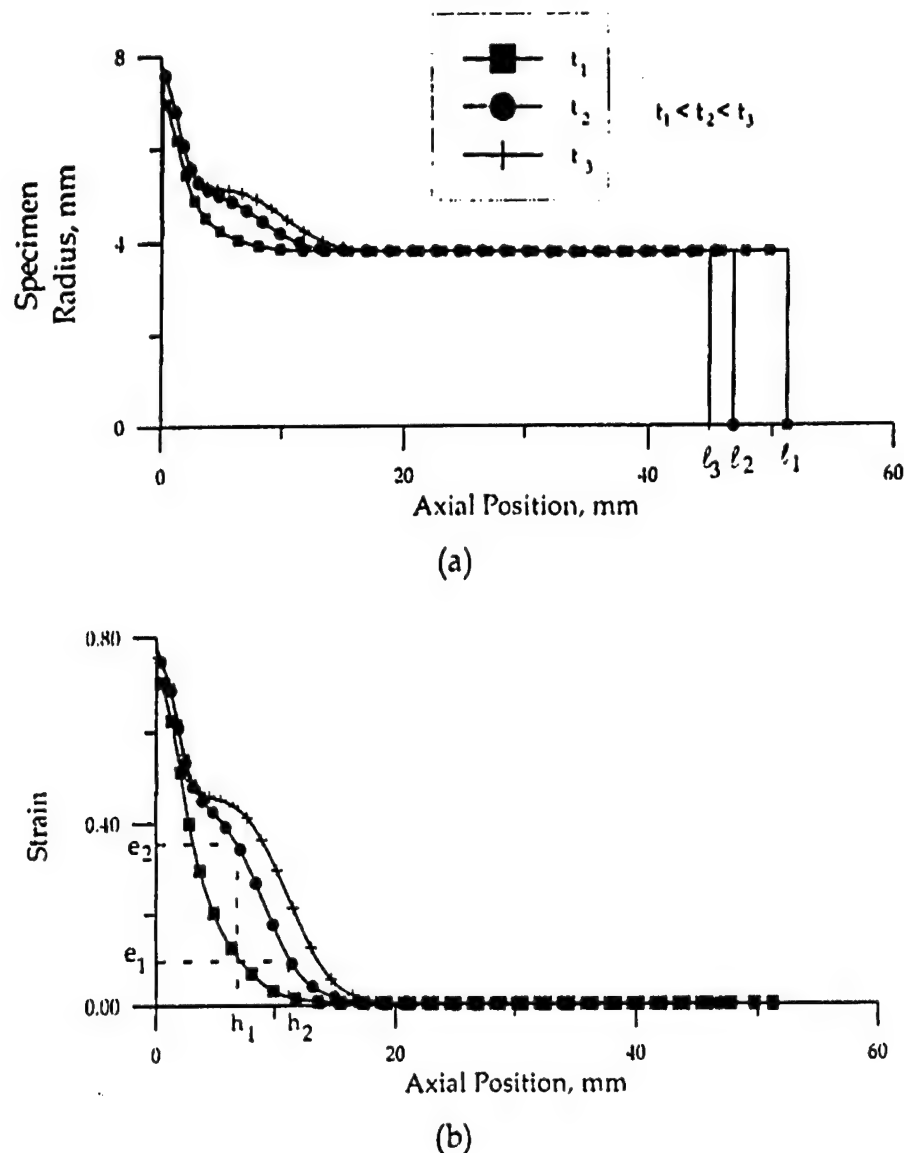 t₁
t₂
t₃
t₁ < t₂ < t₃
8
4
0
Specimen
Radius, mm
0
20
40
60
ℓ₃ ℓ₂ ℓ₁
Axial Position, mm
(a)
0.80
0.40
0.00
e₂
e₁
Strain
h₁ h₂
0
20
40
60
Axial Position, mm
(b)